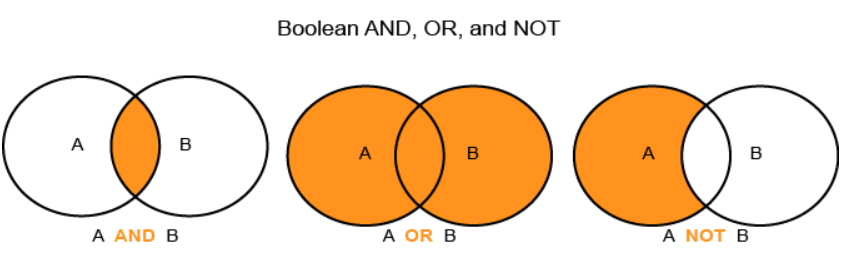 Boolean AND, OR, and NOT
A B
A AND B
A B
A OR B
A B
A NOT B